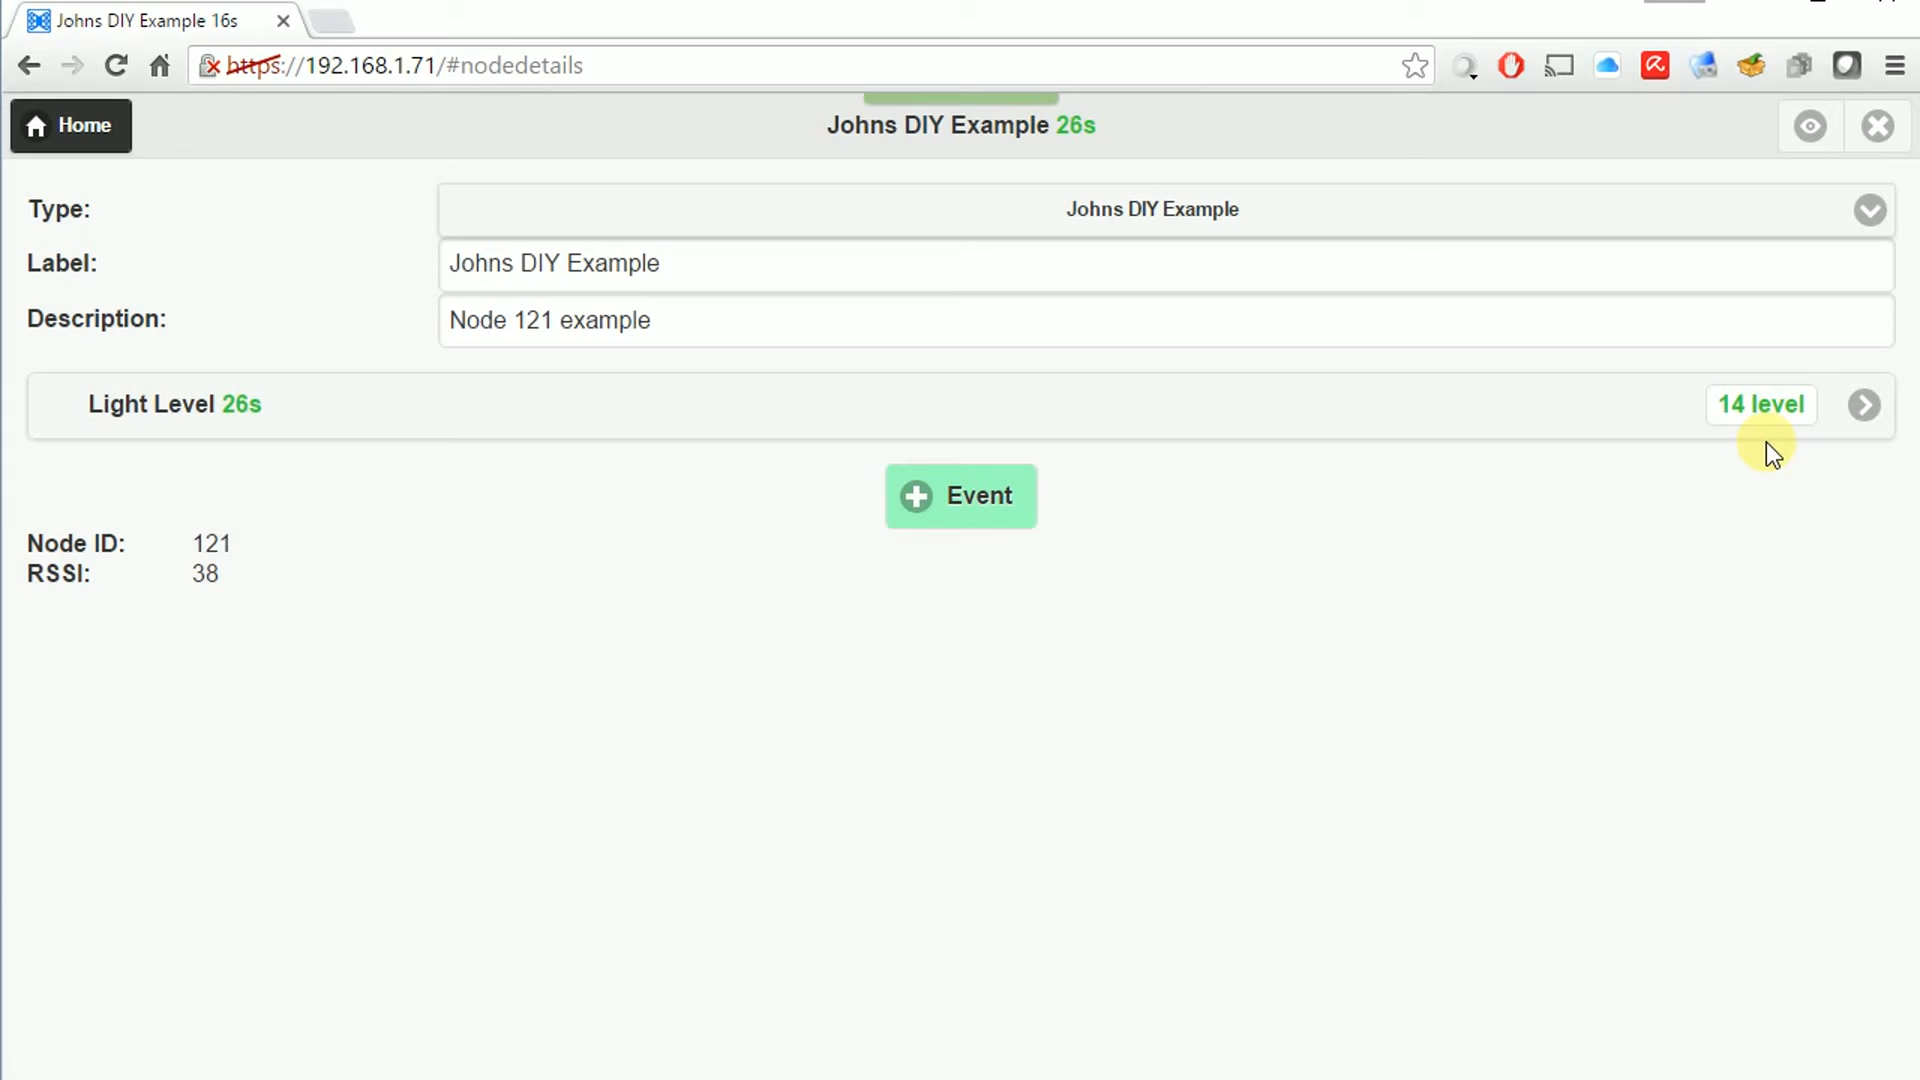 Johns DIY Example 16s
https://192.168.1.71/#nodedetails
Home
Johns DIY Example 26s
Type:
Johns DIY Example
Label:
Johns DIY Example
Description:
Node 121 example
Light Level 26s
14 level
Event
Node ID: 121
RSSI: 38